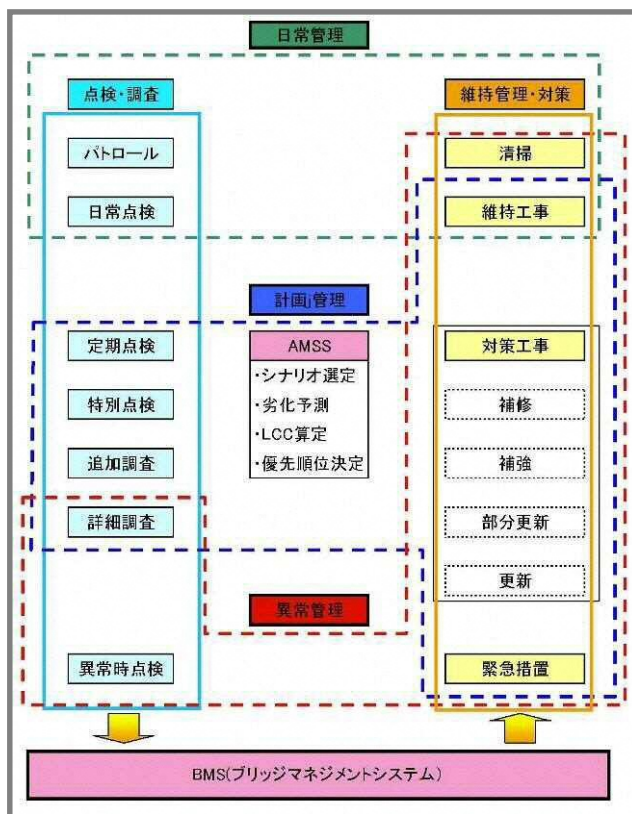 日常管理
点検・調査
維持管理・対策
パトロール
清掃
日常点検
維持工事
計画j管理
定期点検
AMSS
対策工事
・シナリオ選定
・劣化予測
・LCC算定
・優先順位決定
特別点検
補修
追加調査
補強
詳細調査
部分更新
更新
異常管理
異常時点検
緊急措置
BMS(ブリッジマネジメントシステム)